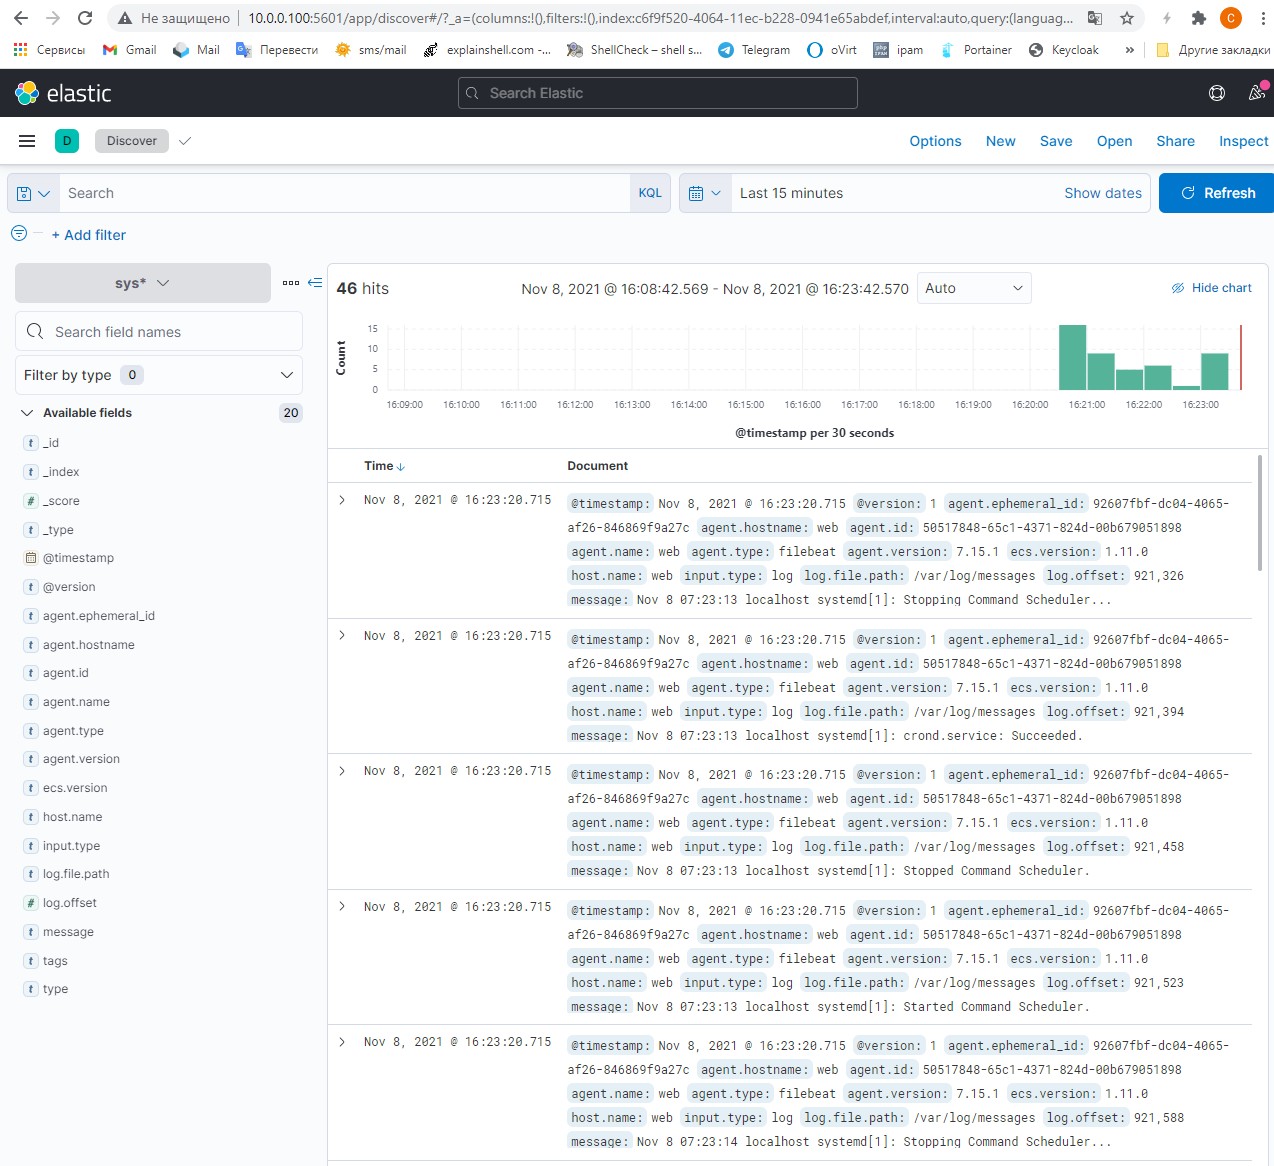 Не защищено 10.0.0.100:5601/app/discover#/?_a=(columns:!(),filters:!(),index:c6f9f520-4064-11ec-b228-0941e65abdef,interval:auto,query:(languag...
Сервисы Gmail Mail Перевести sms/mail explainshell.com -... ShellCheck – shell s... Telegram oVirt ipam Portainer Keycloak » Другие закладки
elastic Search Elastic
D Discover Options New Save Open Share Inspect
Search KQL Last 15 minutes Show dates Refresh
+ Add filter
sys*
Search field names
Filter by type 0
Available fields 20
t _id
t _index
# _score
t _type
@timestamp
t @version
t agent.ephemeral_id
t agent.hostname
t agent.id
t agent.name
t agent.type
t agent.version
t ecs.version
t host.name
t input.type
t log.file.path
# log.offset
t message
t tags
t type
46 hits Nov 8, 2021 @ 16:08:42.569 - Nov 8, 2021 @ 16:23:42.570 Auto Hide chart
Count
15
10
5
0
16:09:00 16:10:00 16:11:00 16:12:00 16:13:00 16:14:00 16:15:00 16:16:00 16:17:00 16:18:00 16:19:00 16:20:00 16:21:00 16:22:00 16:23:00
@timestamp per 30 seconds
Time Document
Nov 8, 2021 @ 16:23:20.715 @timestamp: Nov 8, 2021 @ 16:23:20.715 @version: 1 agent.ephemeral_id: 92607fbf-dc04-4065-
af26-846869f9a27c agent.hostname: web agent.id: 50517848-65c1-4371-824d-00b679051898
agent.name: web agent.type: filebeat agent.version: 7.15.1 ecs.version: 1.11.0
host.name: web input.type: log log.file.path: /var/log/messages log.offset: 921,326
message: Nov 8 07:23:13 localhost systemd[1]: Stopping Command Scheduler...
Nov 8, 2021 @ 16:23:20.715 @timestamp: Nov 8, 2021 @ 16:23:20.715 @version: 1 agent.ephemeral_id: 92607fbf-dc04-4065-
af26-846869f9a27c agent.hostname: web agent.id: 50517848-65c1-4371-824d-00b679051898
agent.name: web agent.type: filebeat agent.version: 7.15.1 ecs.version: 1.11.0
host.name: web input.type: log log.file.path: /var/log/messages log.offset: 921,394
message: Nov 8 07:23:13 localhost systemd[1]: crond.service: Succeeded.
Nov 8, 2021 @ 16:23:20.715 @timestamp: Nov 8, 2021 @ 16:23:20.715 @version: 1 agent.ephemeral_id: 92607fbf-dc04-4065-
af26-846869f9a27c agent.hostname: web agent.id: 50517848-65c1-4371-824d-00b679051898
agent.name: web agent.type: filebeat agent.version: 7.15.1 ecs.version: 1.11.0
host.name: web input.type: log log.file.path: /var/log/messages log.offset: 921,458
message: Nov 8 07:23:13 localhost systemd[1]: Stopped Command Scheduler.
Nov 8, 2021 @ 16:23:20.715 @timestamp: Nov 8, 2021 @ 16:23:20.715 @version: 1 agent.ephemeral_id: 92607fbf-dc04-4065-
af26-846869f9a27c agent.hostname: web agent.id: 50517848-65c1-4371-824d-00b679051898
agent.name: web agent.type: filebeat agent.version: 7.15.1 ecs.version: 1.11.0
host.name: web input.type: log log.file.path: /var/log/messages log.offset: 921,523
message: Nov 8 07:23:13 localhost systemd[1]: Started Command Scheduler.
Nov 8, 2021 @ 16:23:20.715 @timestamp: Nov 8, 2021 @ 16:23:20.715 @version: 1 agent.ephemeral_id: 92607fbf-dc04-4065-
af26-846869f9a27c agent.hostname: web agent.id: 50517848-65c1-4371-824d-00b679051898
agent.name: web agent.type: filebeat agent.version: 7.15.1 ecs.version: 1.11.0
host.name: web input.type: log log.file.path: /var/log/messages log.offset: 921,588
message: Nov 8 07:23:14 localhost systemd[1]: Stopping Command Scheduler...